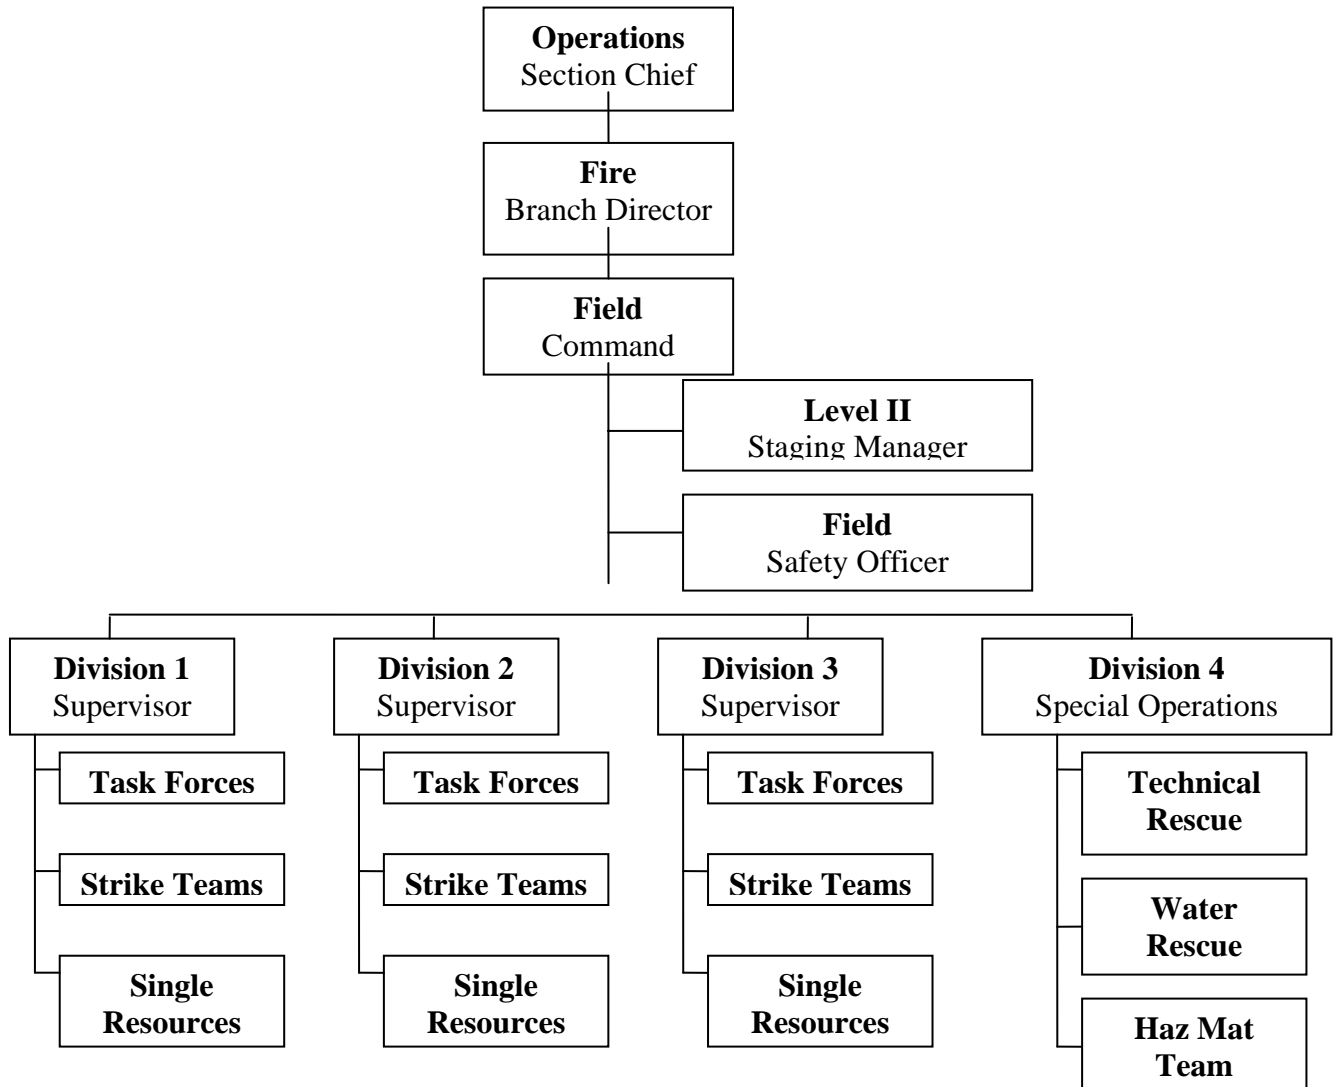 Operations
Section Chief
Fire
Branch Director
Field
Command
Level II
Staging Manager
Field
Safety Officer
Division 1
Supervisor
Division 2
Supervisor
Division 3
Supervisor
Division 4
Special Operations
Task Forces
Task Forces
Task Forces
Technical
Rescue
Strike Teams
Strike Teams
Strike Teams
Water
Rescue
Single
Resources
Single
Resources
Single
Resources
Haz Mat
Team